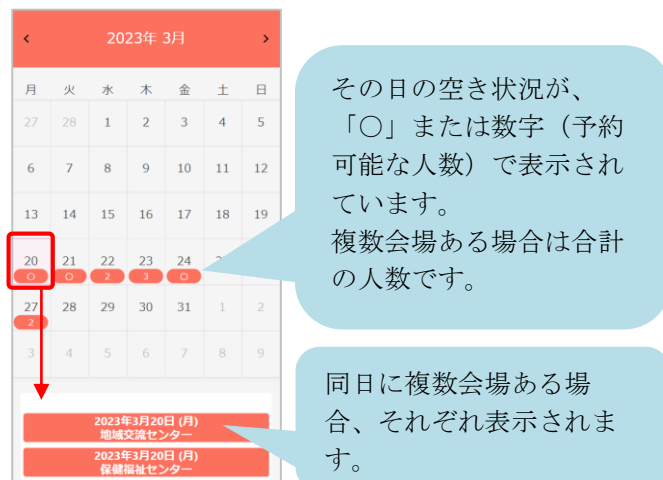 ‹ 2023年 3月 ›
月 火 水 木 金 土 日
27 28 1 2 3 4 5
6 7 8 9 10 11 12
13 14 15 16 17 18 19
20 21 22 23 24
○ ○ 2 3 ○
27 28 29 30 31 1 2
2
3 4 5 6 7 8 9
2023年3月20日 (月)
地域交流センター
2023年3月20日 (月)
保健福祉センター
その日の空き状況が、
「○」または数字（予約
可能な人数）で表示され
ています。
複数会場ある場合は合計
の人数です。
同日に複数会場ある場
合、それぞれ表示されま
す。